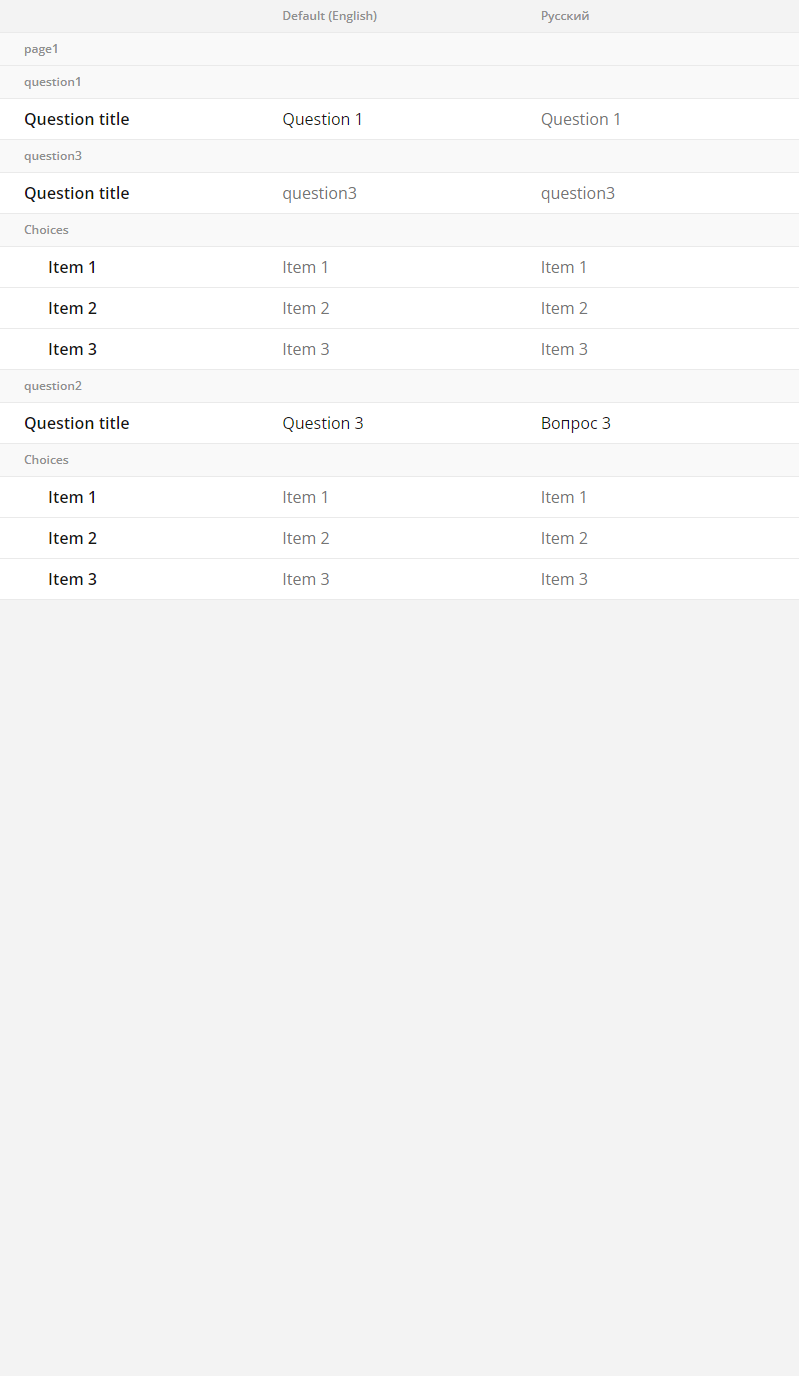 Default (English) Русский
page1
question1
Question title Question 1 Question 1
question3
Question title question3 question3
Choices
Item 1 Item 1 Item 1
Item 2 Item 2 Item 2
Item 3 Item 3 Item 3
question2
Question title Question 3 Вопрос 3
Choices
Item 1 Item 1 Item 1
Item 2 Item 2 Item 2
Item 3 Item 3 Item 3